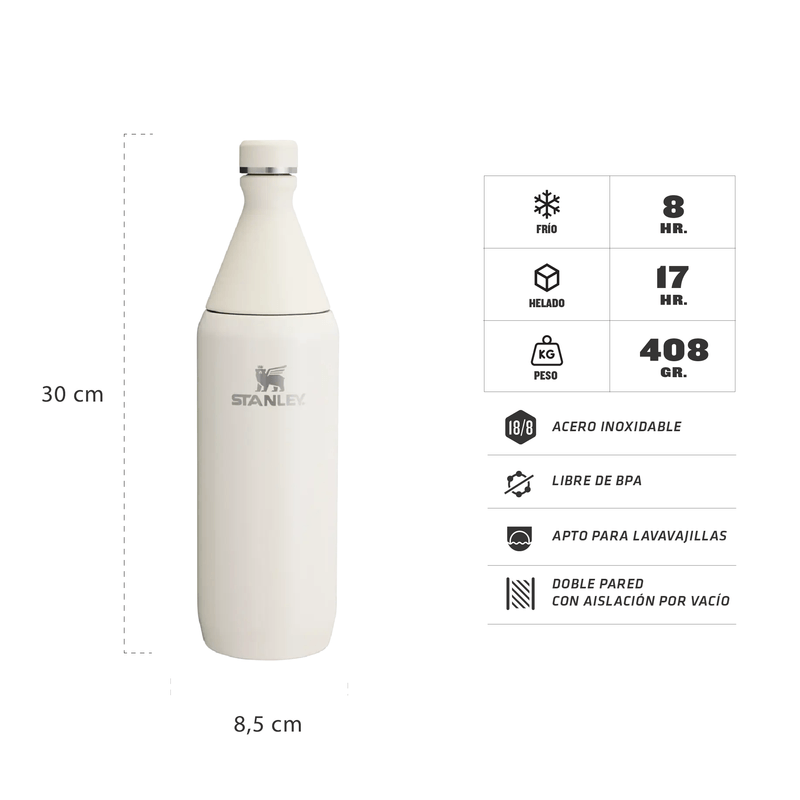 30 cm
STANLEY
8,5 cm
FRÍO
8
HR.
HELADO
17
HR.
KG
PESO
408
GR.
18/8
ACERO INOXIDABLE
LIBRE DE BPA
APTO PARA LAVAVAJILLAS
DOBLE PARED
CON AISLACIÓN POR VACÍO